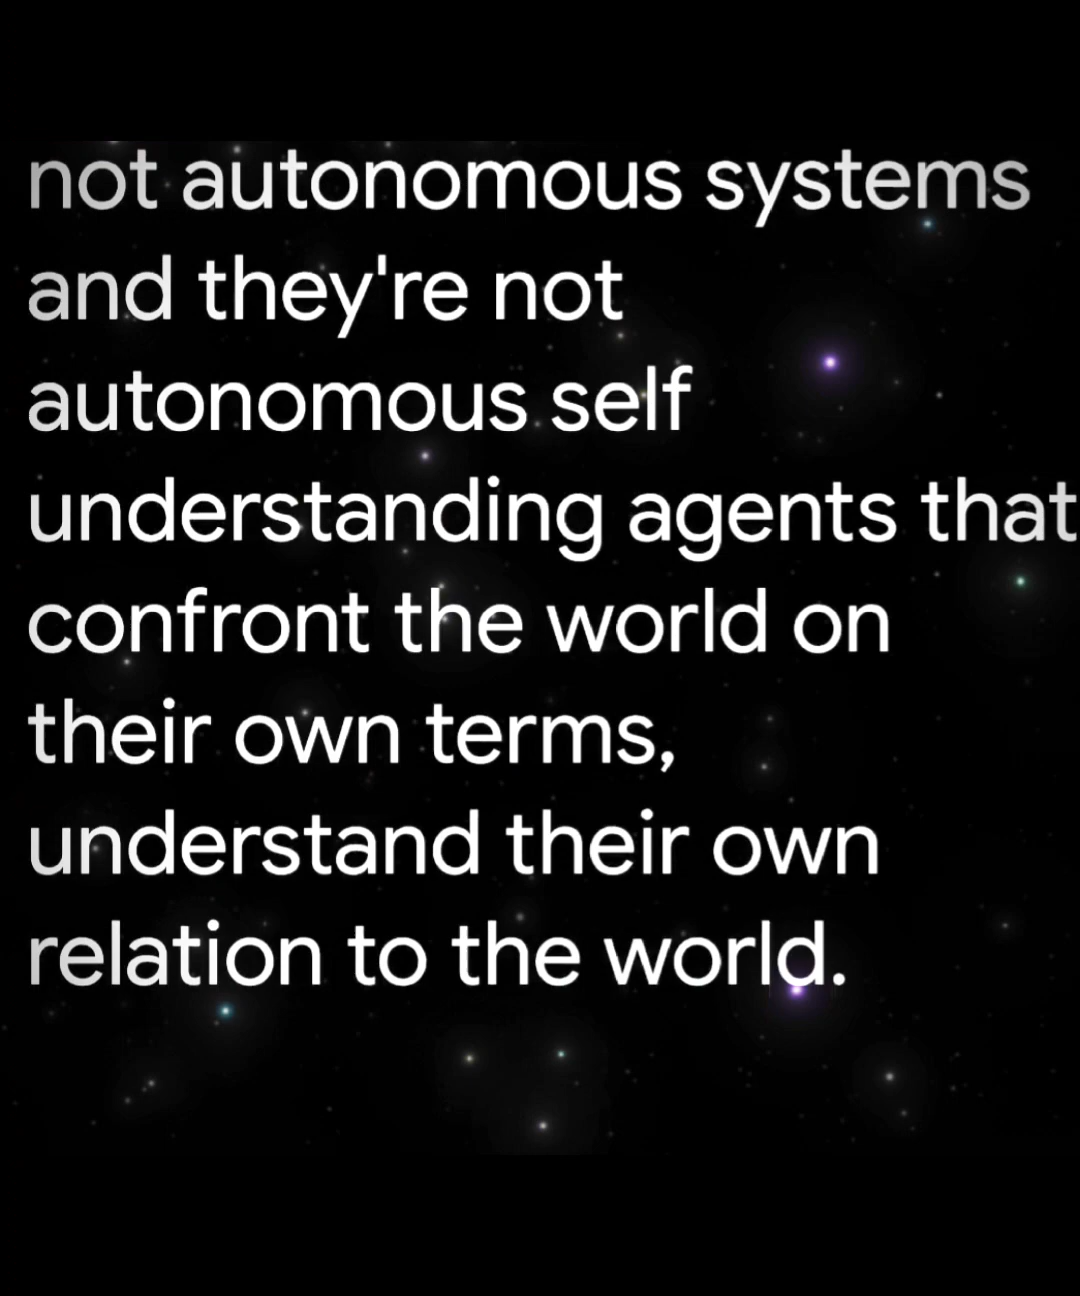 not autonomous systems
and they're not
autonomous self
understanding agents that
confront the world on
their own terms,
understand their own
relation to the world.